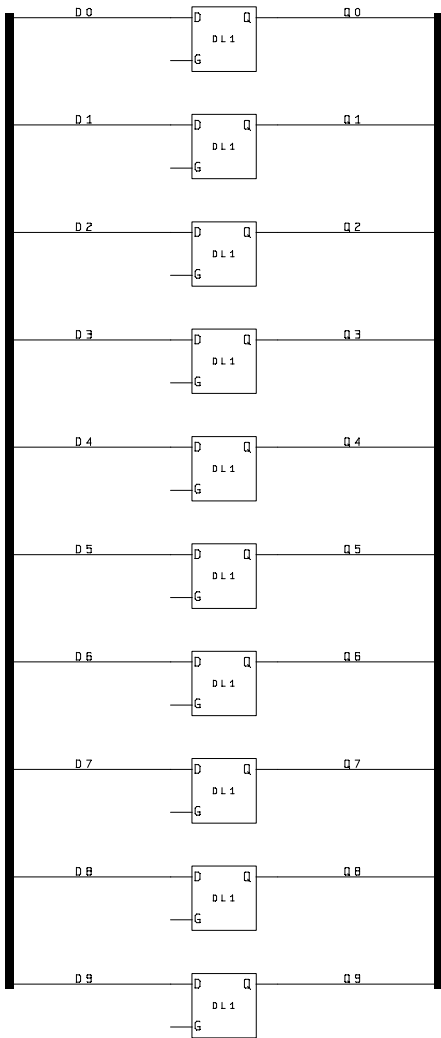 D0 D Q Q0
DL1
G
D1 D Q Q1
DL1
G
D2 D Q Q2
DL1
G
D3 D Q Q3
DL1
G
D4 D Q Q4
DL1
G
D5 D Q Q5
DL1
G
D6 D Q Q6
DL1
G
D7 D Q Q7
DL1
G
D8 D Q Q8
DL1
G
D9 D Q Q9
DL1
G